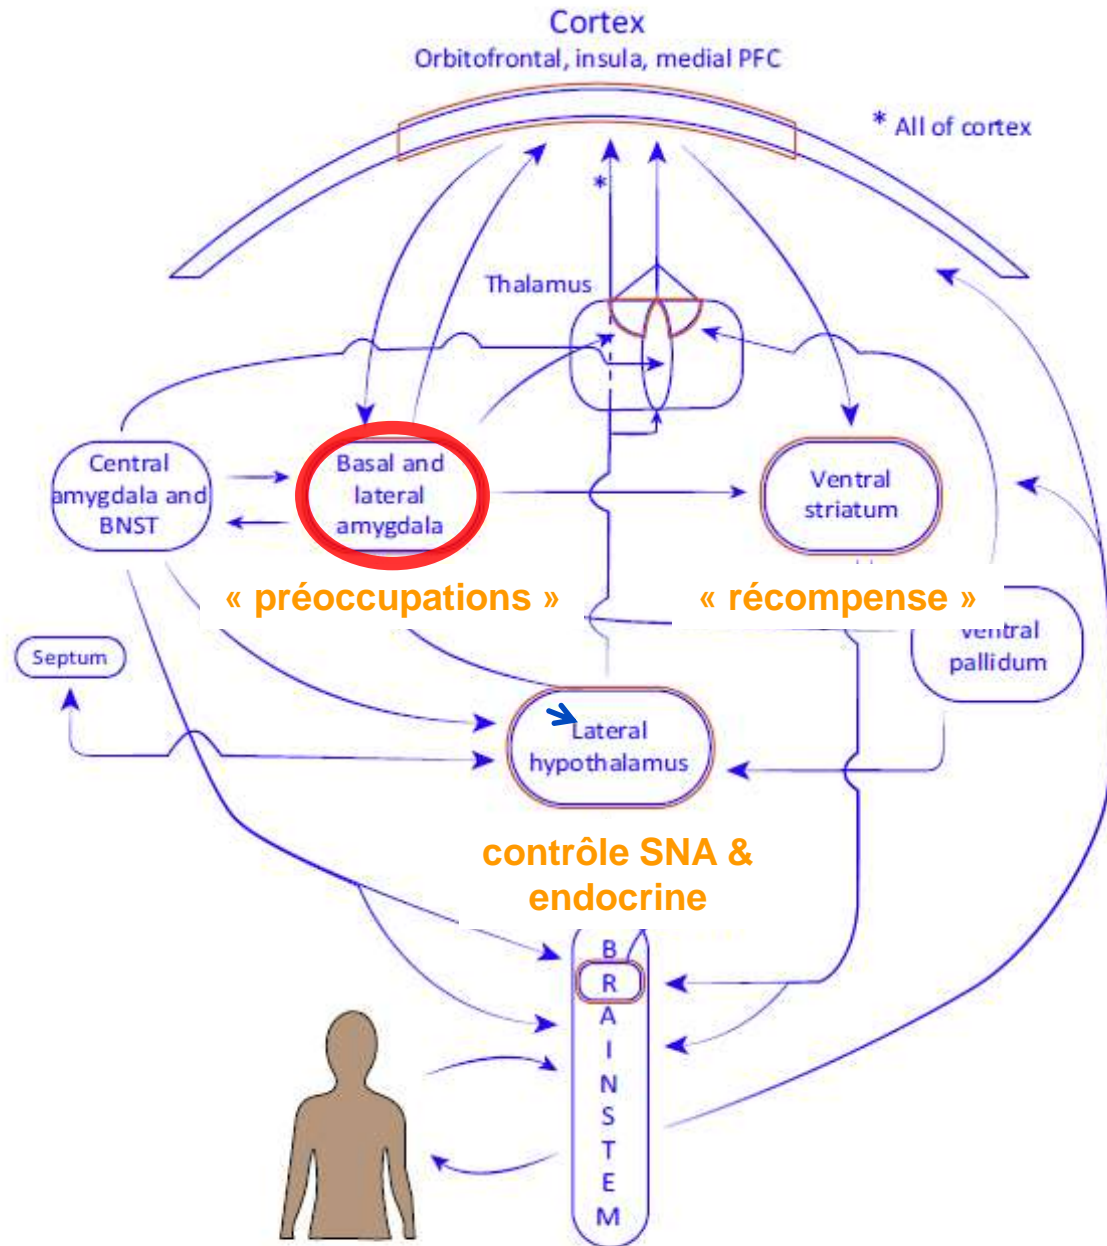 Cortex
Orbitofrontal, insula, medial PFC
* All of cortex
*
Thalamus
Central
amygdala and
BNST
Basal and
lateral
amygdala
Ventral
striatum
« préoccupations »
« récompense »
Septum
Ventral
pallidum
Lateral
hypothalamus
contrôle SNA &
endocrine
B
R
A
I
N
S
T
E
M